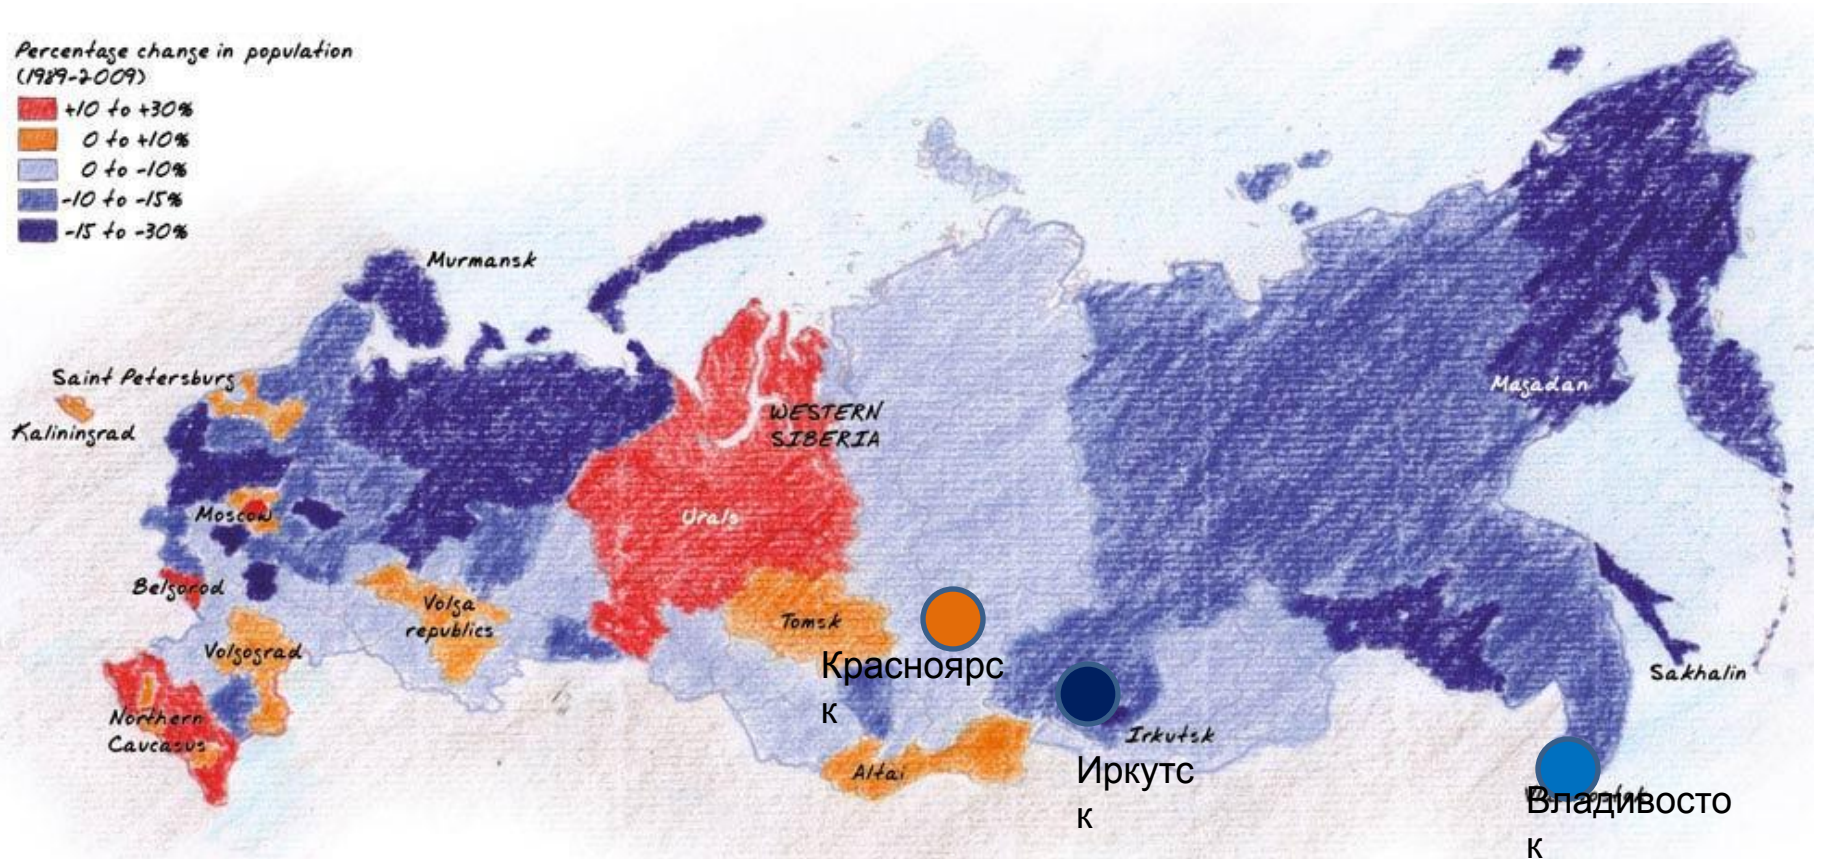 Percentage change in population
(1989-2009)
+10 to +30%
0 to +10%
0 to -10%
-10 to -15%
-15 to -30%
Murmansk
Saint Petersburg
Kaliningrad
WESTERN
SIBERIA
Magadan
Moscow
Urals
Belgorod
Volga
republics
Tomsk
Volgograd
Красноярс
к
Sakhalin
Northern
Caucasus
Irkutsk
Altai
Иркутс
к
Владивосто
к